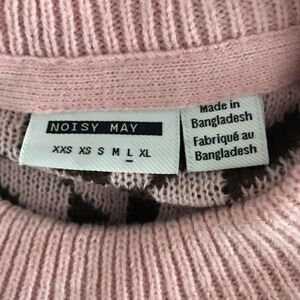 NOISY MAY
XXS XS S M L XL
Made in
Bangladesh
Fabriqué au
Bangladesh